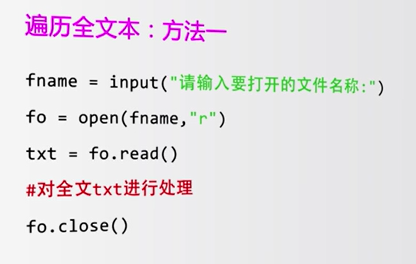 遍历全文本：方法一
fname = input("请输入要打开的文件名称:")
fo = open(fname,"r")
txt = fo.read()
#对全文txt进行处理
fo.close()